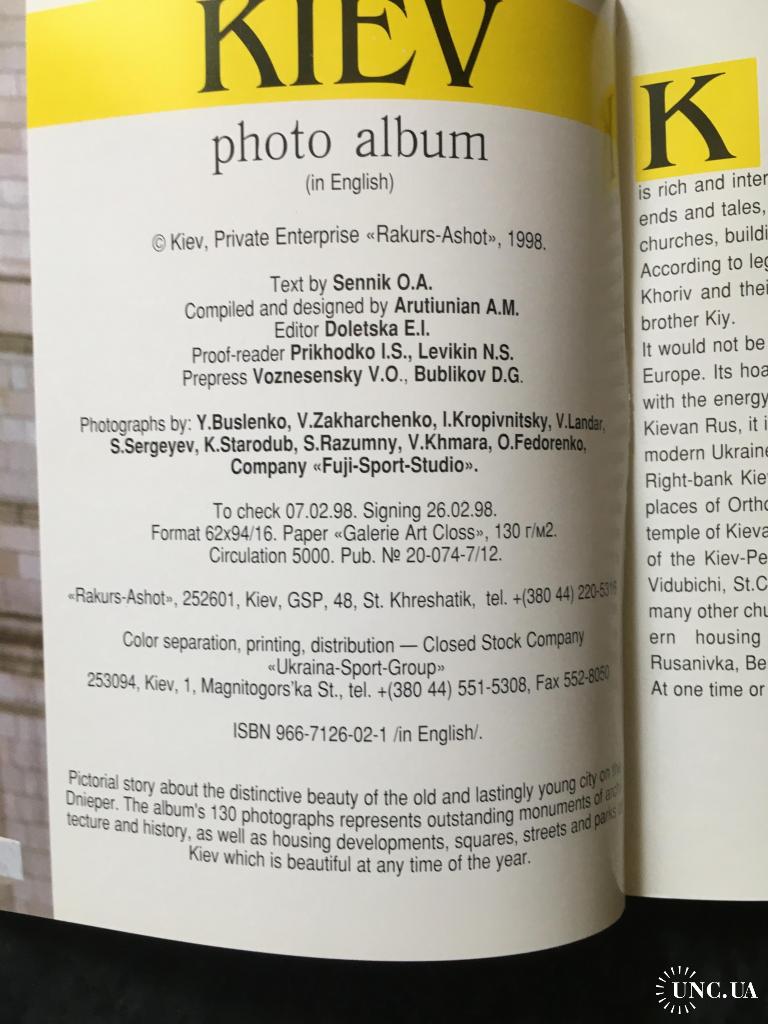 KIEV
photo album
(in English)
© Kiev, Private Enterprise «Rakurs-Ashot», 1998.
Text by Sennik O.A.
Compiled and designed by Arutiunian A.M.
Editor Doletska E.I.
Proof-reader Prikhodko I.S., Levikin N.S.
Prepress Voznesensky V.O., Bublikov D.G.
Photographs by: Y.Buslenko, V.Zakharchenko, I.Kropivnitsky, V.Landar,
S.Sergeyev, K.Starodub, S.Razumny, V.Khmara, O.Fedorenko,
Company «Fuji-Sport-Studio».
To check 07.02.98. Signing 26.02.98.
Format 62x94/16. Paper «Galerie Art Closs», 130 г/м2.
Circulation 5000. Pub. № 20-074-7/12.
«Rakurs-Ashot», 252601, Kiev, GSP, 48, St. Khreshatik, tel. +(380 44)
Color separation, printing, distribution — Closed Stock Company
«Ukraina-Sport-Group»
253094, Kiev, 1, Magnitogors'ka St., tel. +(380 44) 551-5308, Fax 552-8050
ISBN 966-7126-02-1 /in English/.
Pictorial story about the distinctive beauty of the old and lastingly young city on
Dnieper. The album's 130 photographs represents outstanding monuments of
tecture and history, as well as housing developments, squares, streets and parks
Kiev which is beautiful at any time of the year.
K
is rich and inter
ends and tales,
churches, buildi
According to leg
Khoriv and thei
brother Kiy.
It would not be
Europe. Its hoa
with the energy
Kievan Rus, it i
modern Ukraine
Right-bank Kie
places of Ortho
temple of Kieva
of the Kiev-Pe
Vidubichi, St.C
many other chu
ern housing
Rusanivka, Be
At one time or
UNC.UA